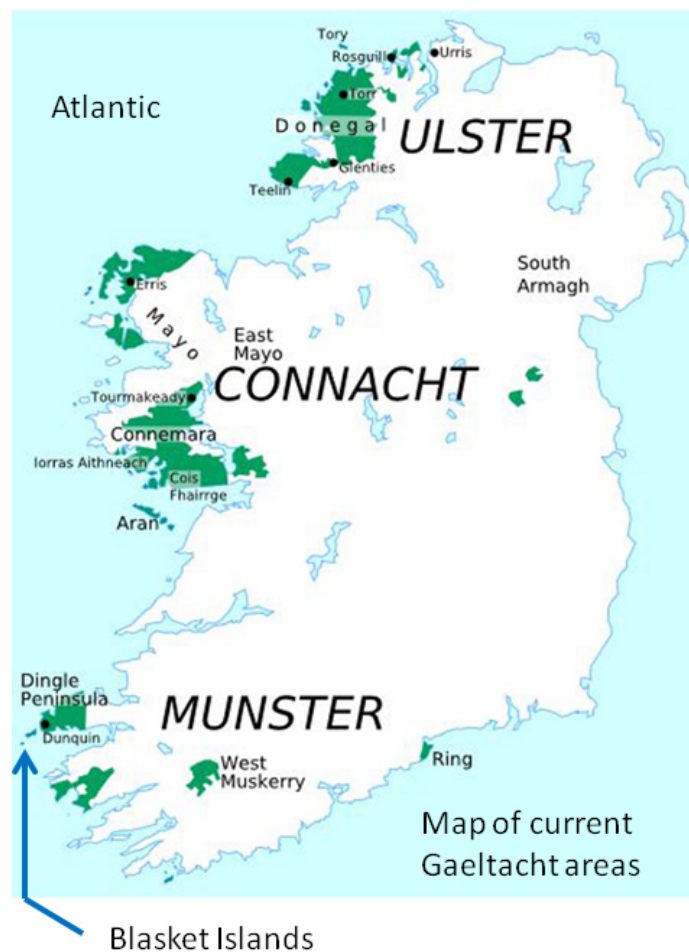 Tory
Rosguill
Urris
Atlantic
Torr
Donegal
ULSTER
Glenties
Teelin
South
Armagh
Erris
Mayo
East
Mayo
CONNACHT
Tourmakeady
Connemara
Iorras Aithneach
Cois
Fhairrge
Aran
Dingle
Peninsula
MUNSTER
Dunquin
West
Muskerry
Ring
Map of current
Gaeltacht areas
Blasket Islands